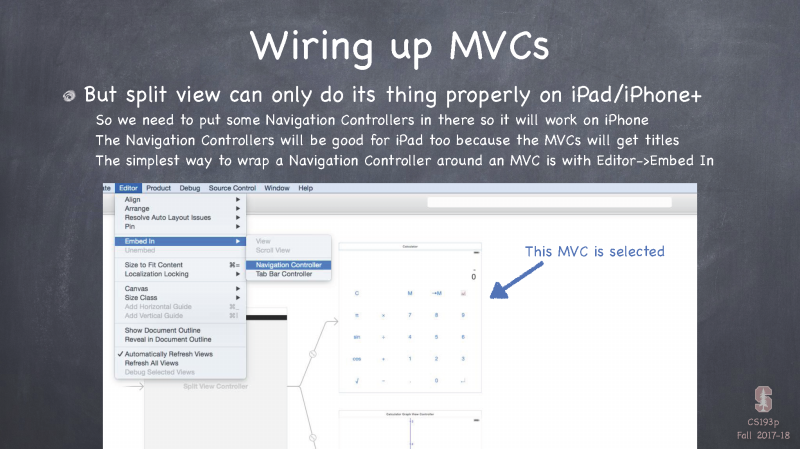 Wiring up MVCs
But split view can only do its thing properly on iPad/iPhone+
So we need to put some Navigation Controllers in there so it will work on iPhone
The Navigation Controllers will be good for iPad too because the MVCs will get titles
The simplest way to wrap a Navigation Controller around an MVC is with Editor->Embed In
ate Editor Product Debug Source Control Window Help
Align
Arrange
Resolve Auto Layout Issues
Pin
Embed In
Unembed
View
Scroll View
Navigation Controller
Tab Bar Controller
Size to Fit Content ⌘=
Localization Locking
Canvas
Size Class
Add Horizontal Guide
Add Vertical Guide
Show Document Outline
Reveal in Document Outline
✓ Automatically Refresh Views
Refresh All Views
Debug Selected Views
Split View Controller
Calculator
0
C M →M
π × 7 8 9
sin ÷ 4 5 6
cos + 1 2 3
√ - . 0
Calculator Graph View Controller
This MVC is selected
CS193p
Fall 2017-18